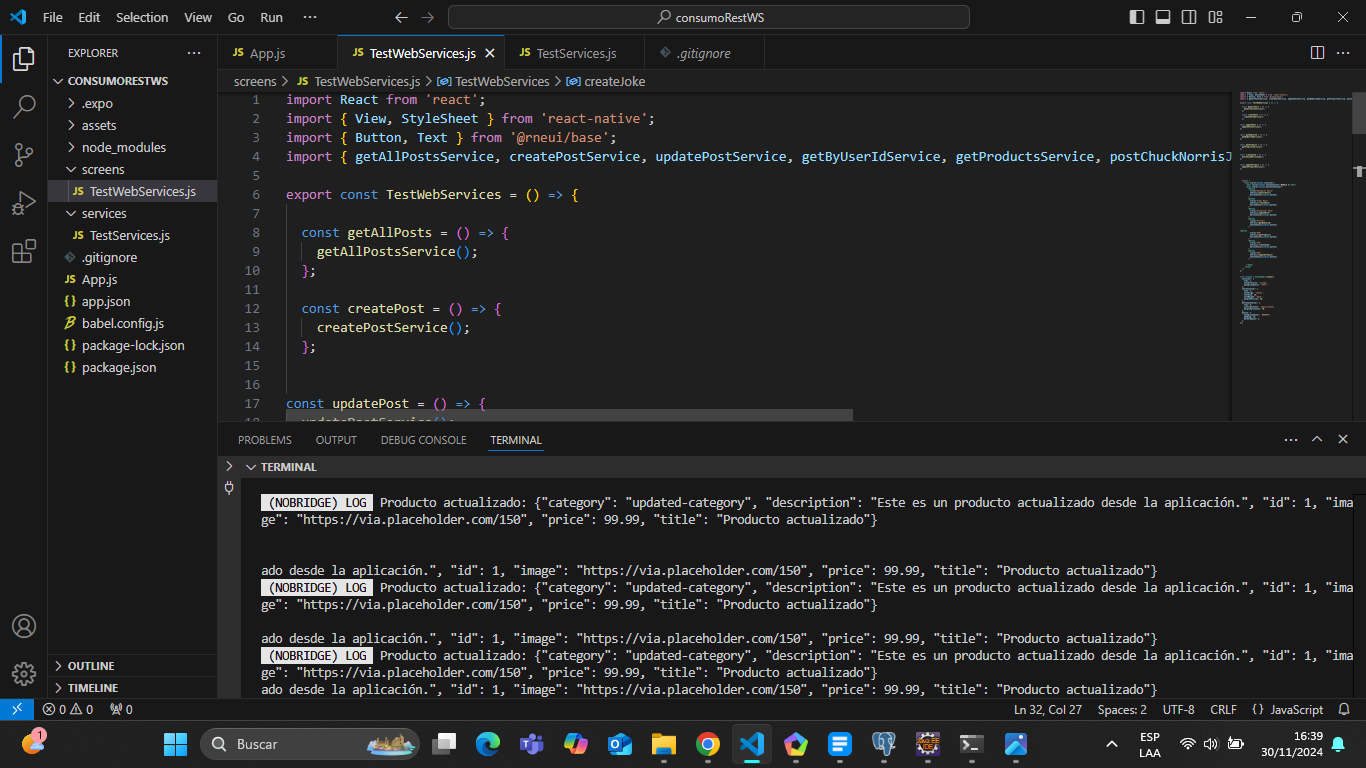 File Edit Selection View Go Run ··· consumoRestWS
EXPLORER ···
CONSUMORESTWS
.expo
assets
node_modules
screens
JS TestWebServices.js
services
JS TestServices.js
.gitignore
JS App.js
{} app.json
babel.config.js
{} package-lock.json
{} package.json
OUTLINE
TIMELINE
JS App.js JS TestWebServices.js JS TestServices.js .gitignore
screens > JS TestWebServices.js > TestWebServices > createJoke
1 import React from 'react';
2 import { View, StyleSheet } from 'react-native';
3 import { Button, Text } from '@rneui/base';
4 import { getAllPostsService, createPostService, updatePostService, getByUserIdService, getProductsService, postChuckNorrisJ
5
6 export const TestWebServices = () => {
7
8 const getAllPosts = () => {
9 getAllPostsService();
10 };
11
12 const createPost = () => {
13 createPostService();
14 };
15
16
17 const updatePost = () => {
18 updatePostService();
PROBLEMS OUTPUT DEBUG CONSOLE TERMINAL ···
TERMINAL
(NOBRIDGE) LOG Producto actualizado: {"category": "updated-category", "description": "Este es un producto actualizado desde la aplicación.", "id": 1, "ima
ge": "https://via.placeholder.com/150", "price": 99.99, "title": "Producto actualizado"}
ado desde la aplicación.", "id": 1, "image": "https://via.placeholder.com/150", "price": 99.99, "title": "Producto actualizado"}
(NOBRIDGE) LOG Producto actualizado: {"category": "updated-category", "description": "Este es un producto actualizado desde la aplicación.", "id": 1, "ima
ge": "https://via.placeholder.com/150", "price": 99.99, "title": "Producto actualizado"}
ado desde la aplicación.", "id": 1, "image": "https://via.placeholder.com/150", "price": 99.99, "title": "Producto actualizado"}
(NOBRIDGE) LOG Producto actualizado: {"category": "updated-category", "description": "Este es un producto actualizado desde la aplicación.", "id": 1, "ima
ge": "https://via.placeholder.com/150", "price": 99.99, "title": "Producto actualizado"}
ado desde la aplicación.", "id": 1, "image": "https://via.placeholder.com/150", "price": 99.99, "title": "Producto actualizado"}
0 0 0 Ln 32, Col 27 Spaces: 2 UTF-8 CRLF {} JavaScript
1 Buscar ESP LAA 16:39 30/11/2024